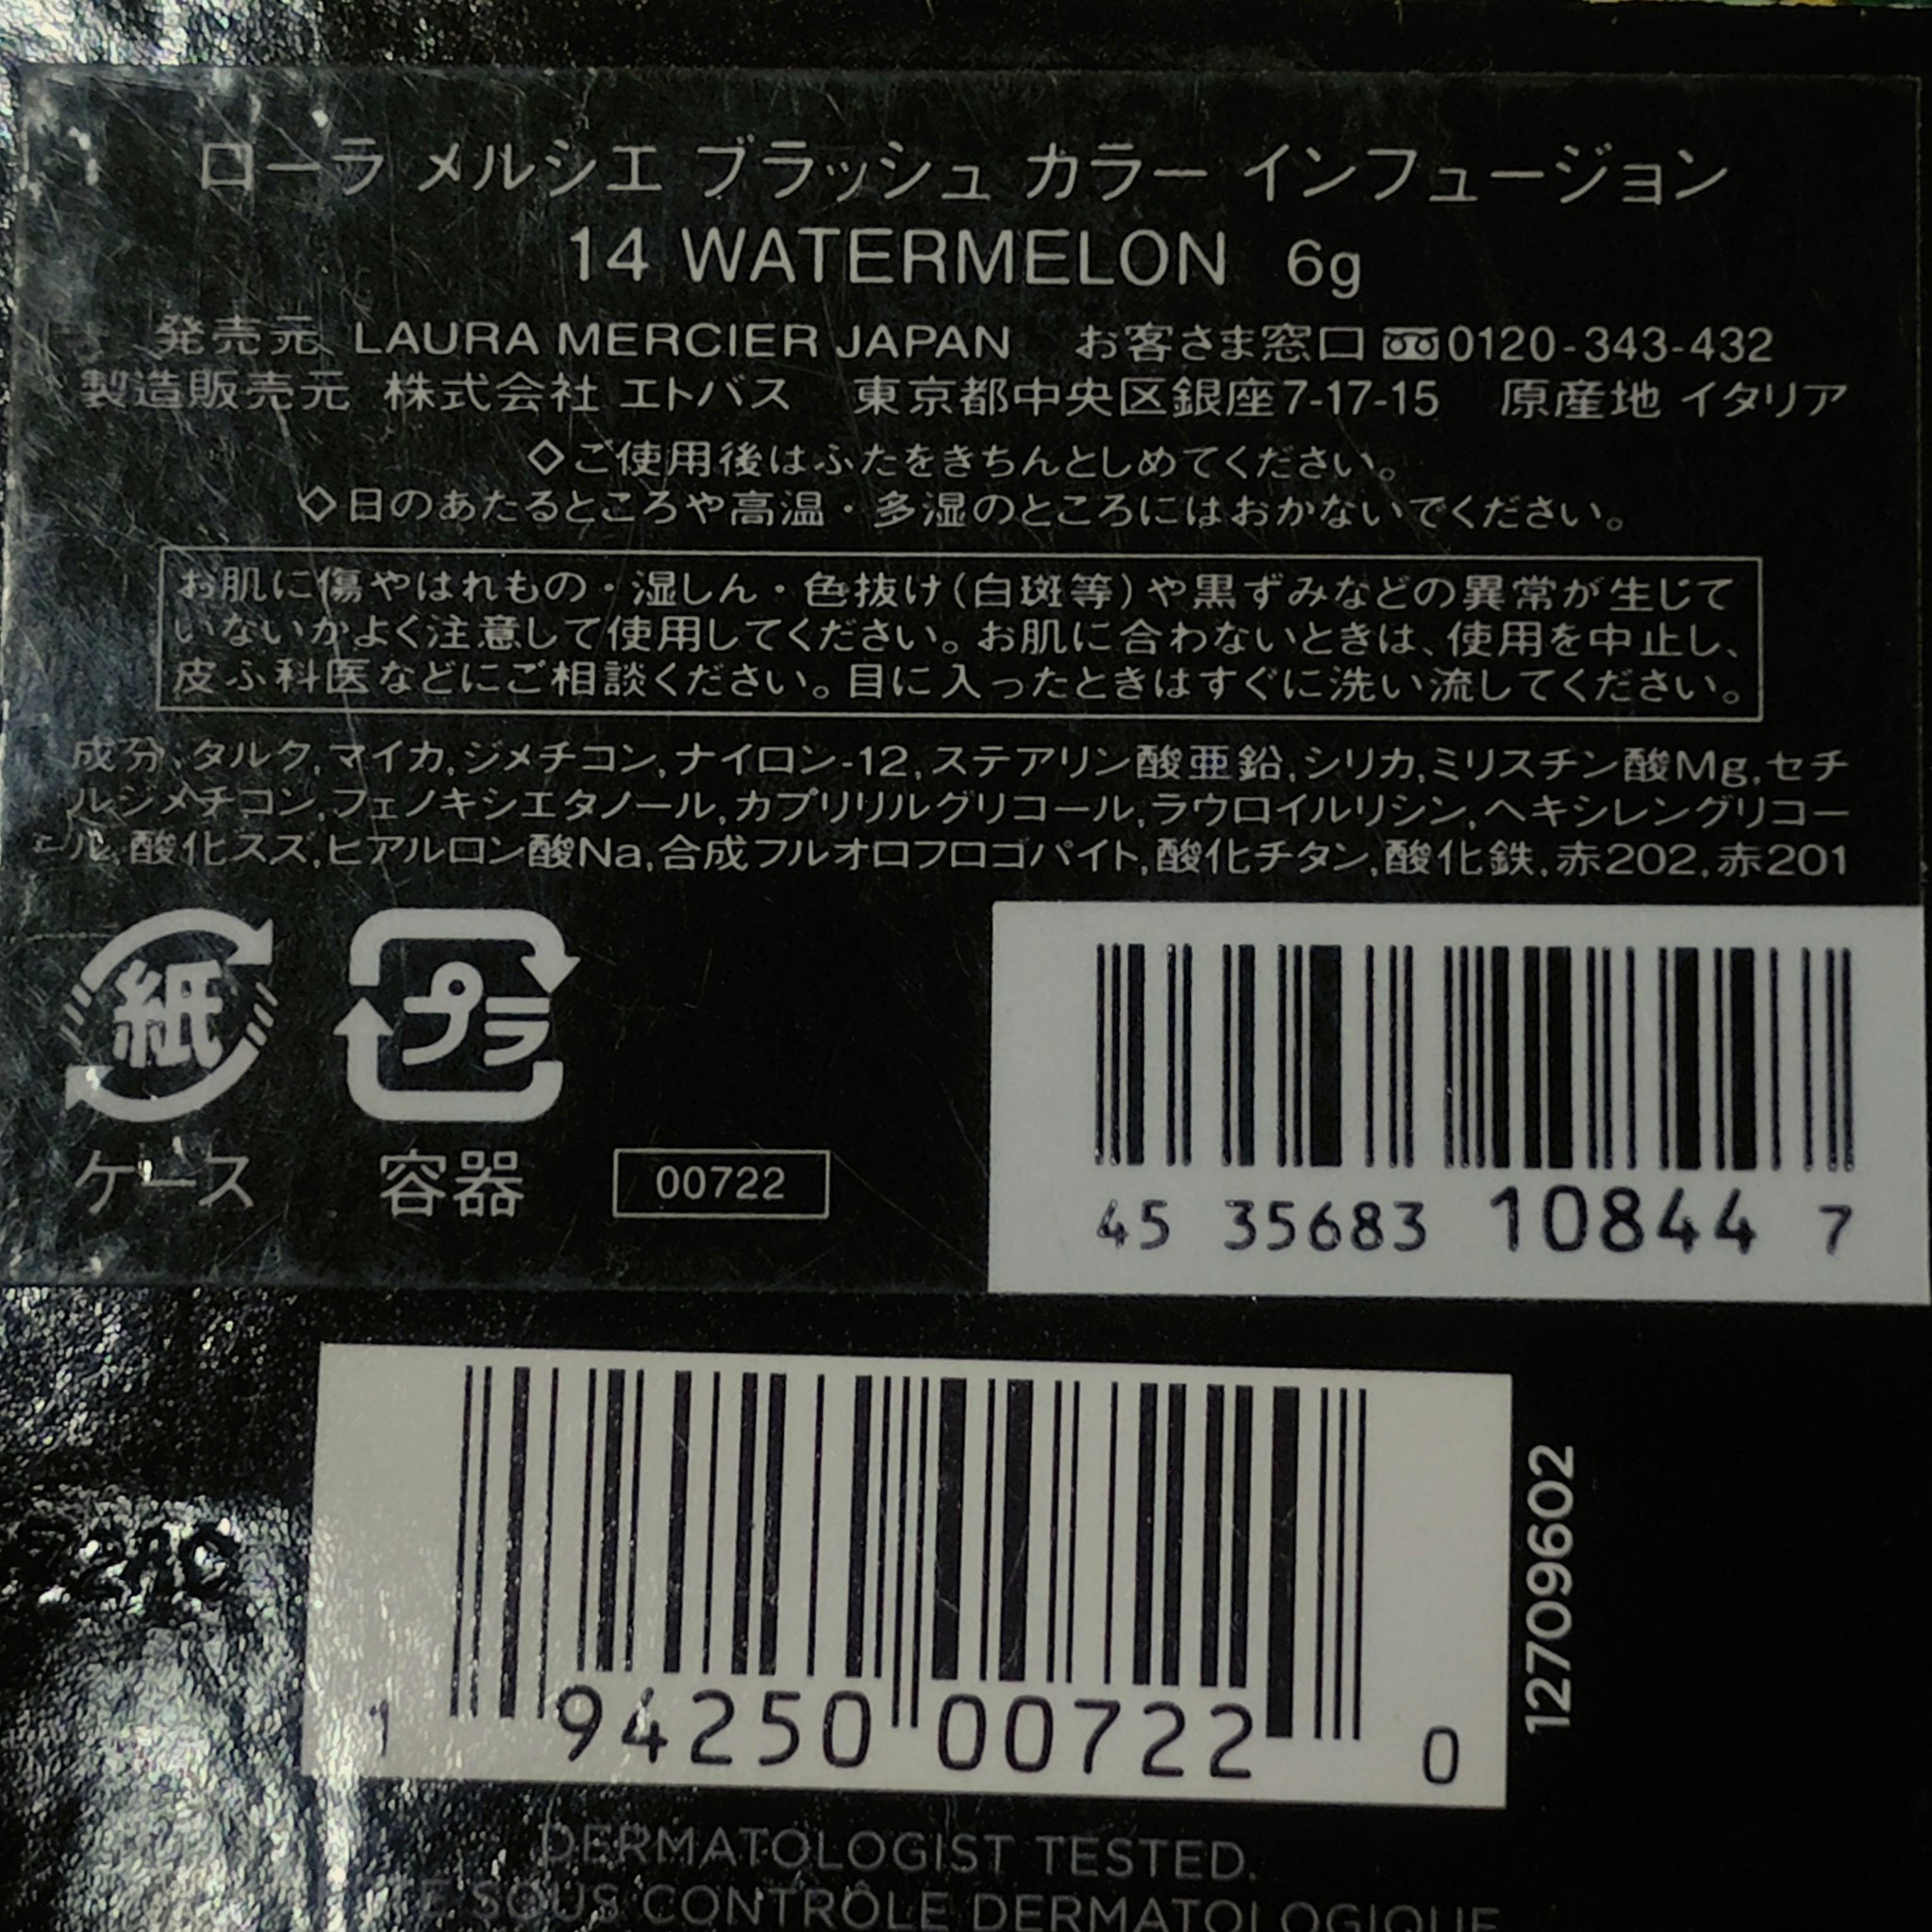 ローラ メルシエ ブラッシュ カラー インフュージョン
14 WATERMELON 6g
発売元 LAURA MERCIER JAPAN お客さま窓口 0120-343-432
製造販売元 株式会社 エトバス 東京都中央区銀座7-17-15 原産地 イタリア
◇ご使用後はふたをきちんとしめてください。
◇日のあたるところや高温・多湿のところにはおかないでください。
お肌に傷やはれもの・湿しん・色抜け(白斑等)や黒ずみなどの異常が生じて
いないかよく注意して使用してください。お肌に合わないときは、使用を中止し、
皮ふ科医などにご相談ください。目に入ったときはすぐに洗い流してください。
成分、タルク,マイカ,ジメチコン,ナイロン-12,ステアリン酸亜鉛,シリカ,ミリスチン酸Mg,セチ
ルジメチコン,フェノキシエタノール,カプリリルグリコール,ラウロイルリシン,ヘキシレングリコー
ル,酸化スズ,ヒアルロン酸Na,合成フルオロフロゴパイト,酸化チタン,酸化鉄,赤202,赤201
紙 プラ
ケース 容器 00722
45 35683 10844 7
1 94250 00722 0
12709602
DERMATOLOGIST TESTED.
SOUS CONTRÔLE DERMATOLOGIQUE